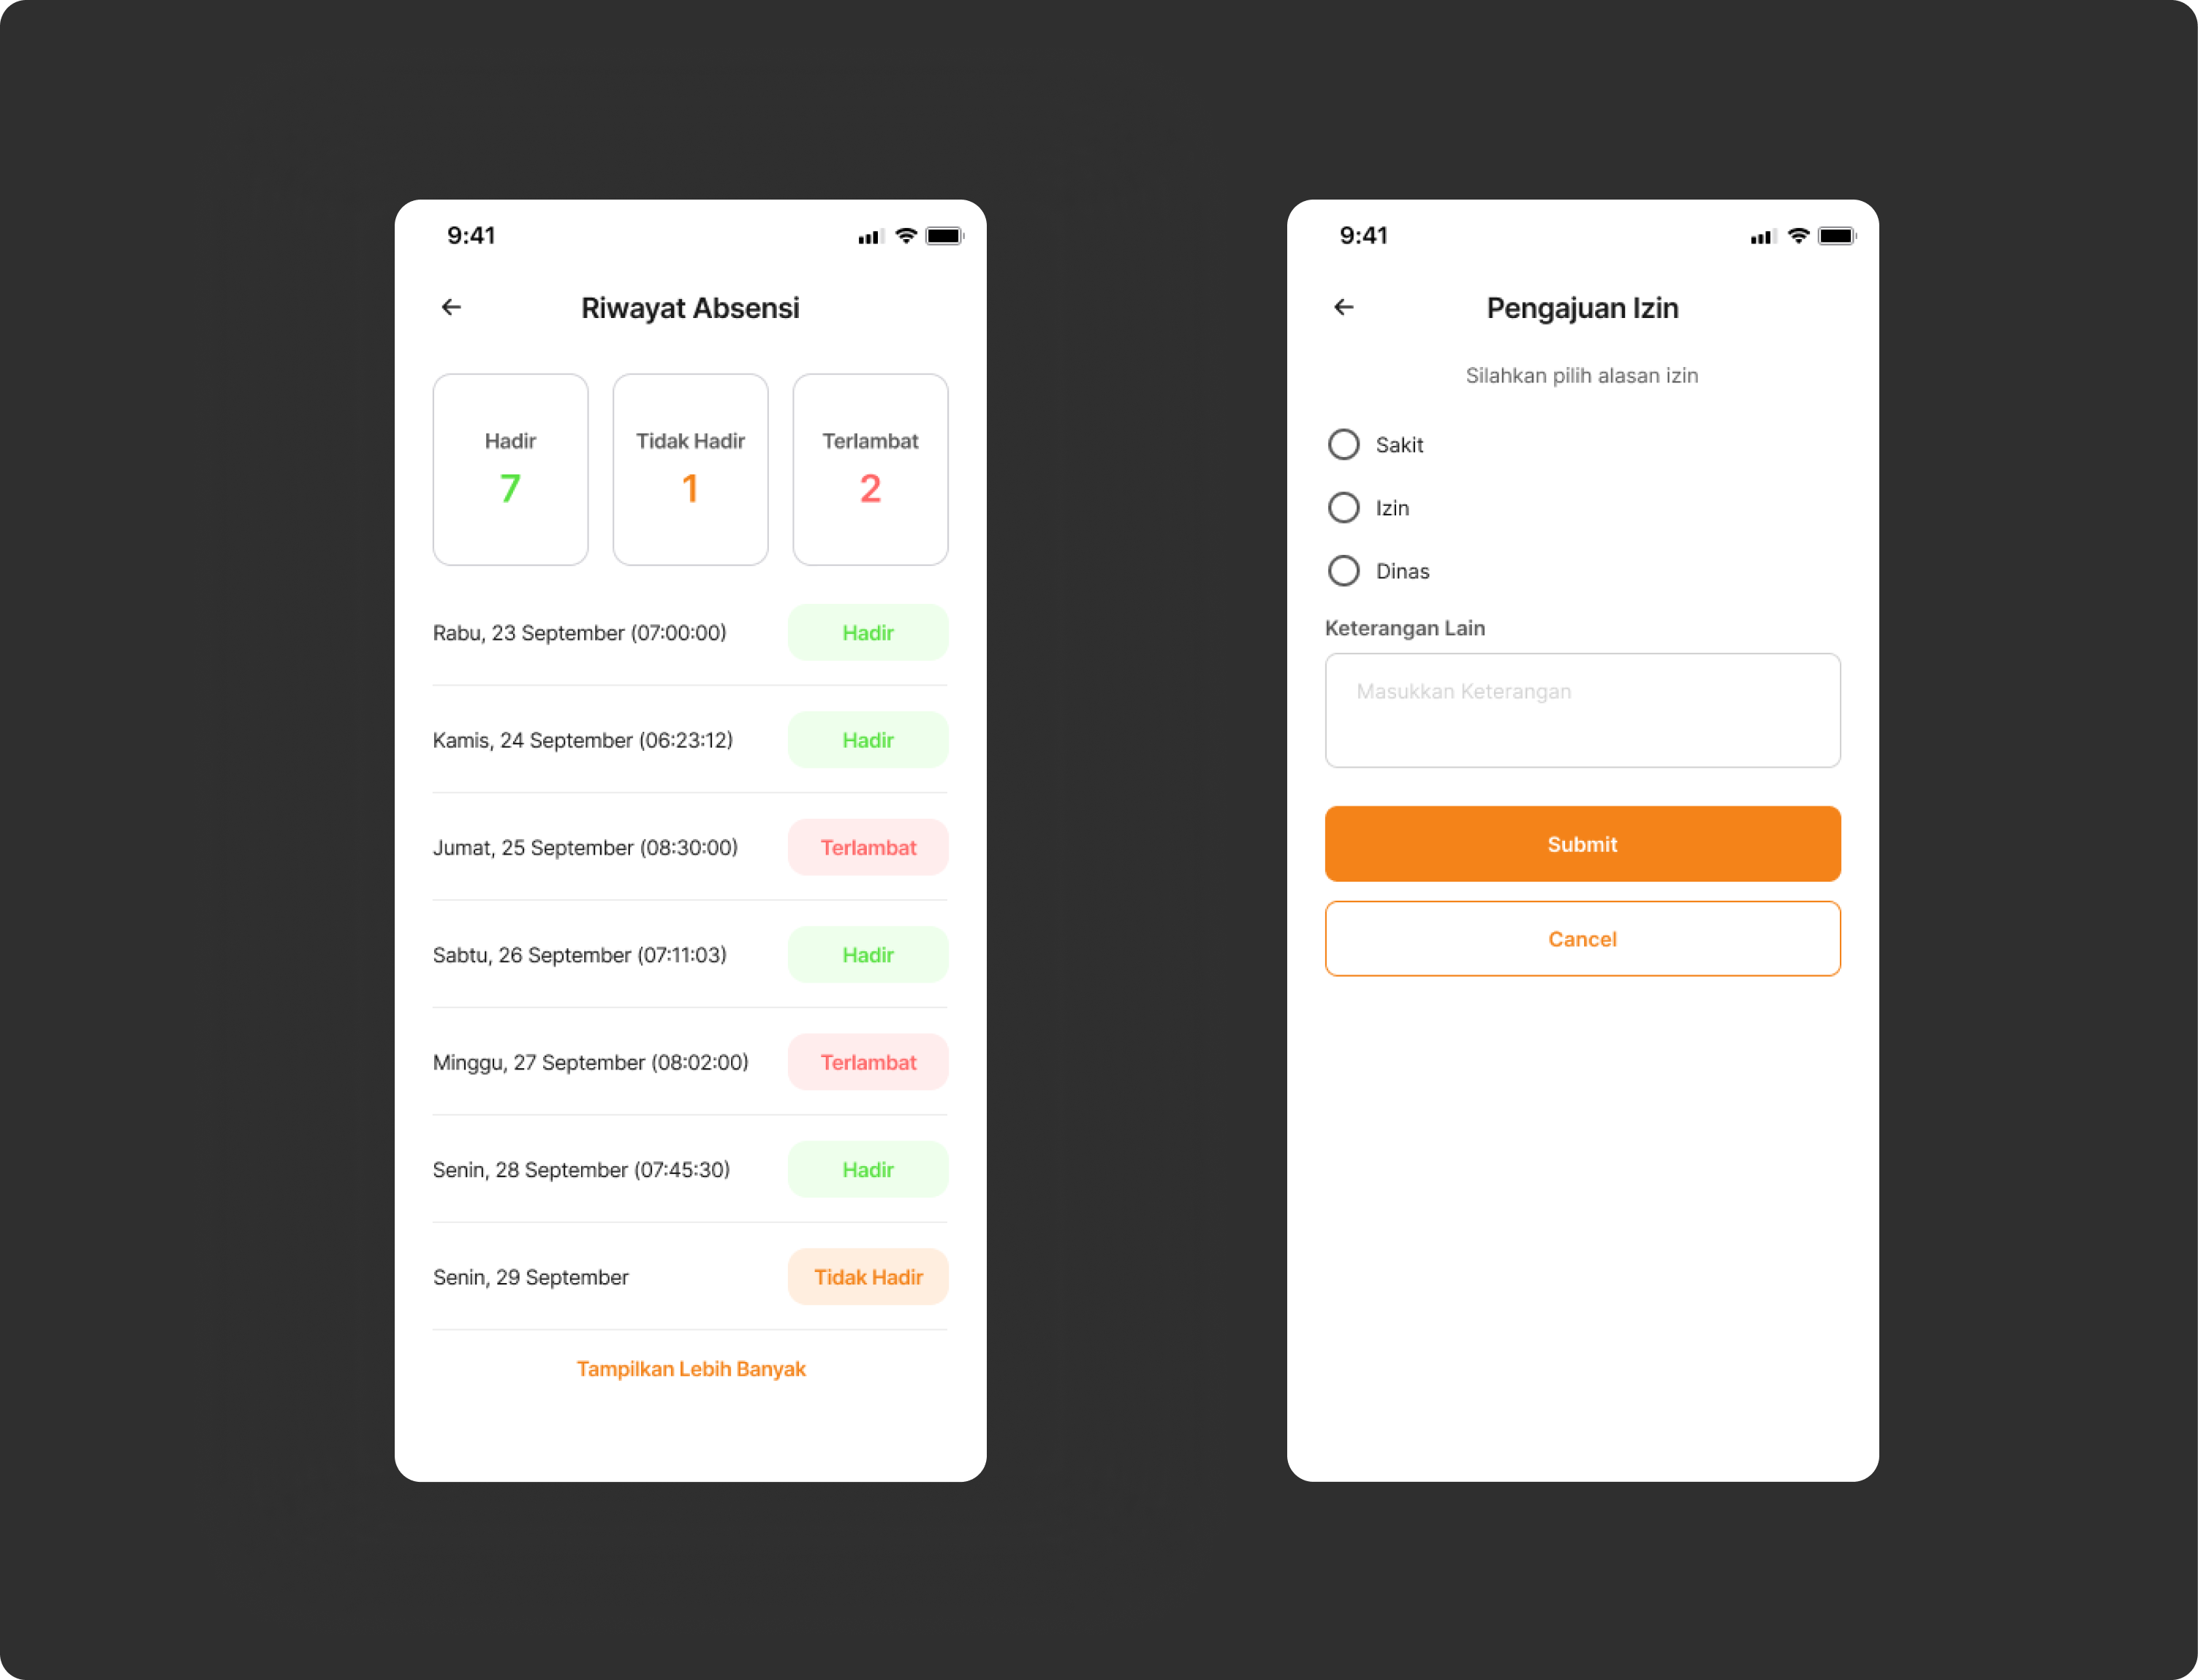 9:41
Riwayat Absensi
Hadir
7
Tidak Hadir
1
Terlambat
2
Rabu, 23 September (07:00:00) Hadir
Kamis, 24 September (06:23:12) Hadir
Jumat, 25 September (08:30:00) Terlambat
Sabtu, 26 September (07:11:03) Hadir
Minggu, 27 September (08:02:00) Terlambat
Senin, 28 September (07:45:30) Hadir
Senin, 29 September Tidak Hadir
Tampilkan Lebih Banyak
9:41
Pengajuan Izin
Silahkan pilih alasan izin
Sakit
Izin
Dinas
Keterangan Lain
Masukkan Keterangan
Submit
Cancel